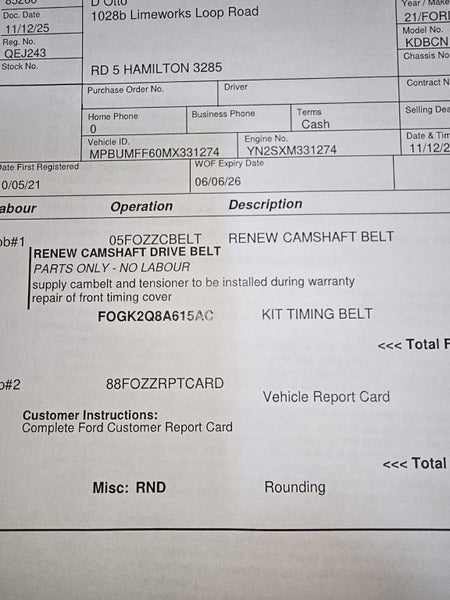 D Otto
Year / Make
Doc. Date
1028b Limeworks Loop Road
21/FORD
11/12/25
Model No.
Reg. No.
KDBCN
QEJ243
Chassis No
Stock No.
RD 5 HAMILTON 3285
Purchase Order No.
Driver
Contract N
Home Phone
Business Phone
Terms
Selling Dea
0
Cash
Vehicle ID.
Engine No.
Date & Tim
MPBUMFF60MX331274
YN2SXM331274
11/12/2
Date First Registered
WOF Expiry Date
0/05/21
06/06/26
abour Operation Description
ob#1 05FOZZCBELT RENEW CAMSHAFT BELT
RENEW CAMSHAFT DRIVE BELT
PARTS ONLY - NO LABOUR
supply cambelt and tensioner to be installed during warranty
repair of front timing cover
FOGK2Q8A615AC KIT TIMING BELT
<<< Total F
b#2 88FOZZRPTCARD
Vehicle Report Card
Customer Instructions:
Complete Ford Customer Report Card
<<< Total
Misc: RND Rounding